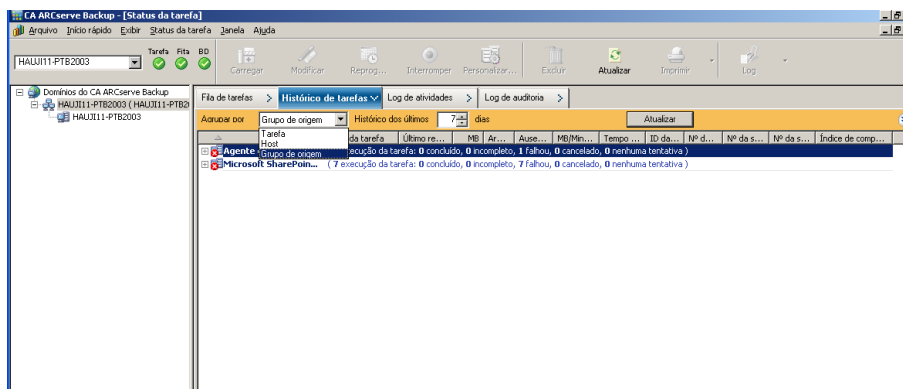 CA ARCserve Backup - [Status da tarefa]
Arquivo Início rápido Exibir Status da tarefa Janela Ajuda
HAUJI11-PTB2003
Tarefa Fita BD
Carregar Modificar Reprog... Interromper Personalizar... Excluir Atualizar Imprimir Log
Domínios do CA ARCserve Backup
HAUJI11-PTB2003 ( HAUJI11-PTB2
HAUJI11-PTB2003
Fila de tarefas > Histórico de tarefas Log de atividades > Log de auditoria >
Agrupar por Grupo de origem Histórico dos últimos 7 dias Atualizar
Tarefa
Host
Grupo de origem
da tarefa Último re... MB Ar... Ause... MB/Min... Tempo ... ID da... Nº d... Nº da s... Nº da s... Índice de comp...
Agente execução da tarefa: 0 concluído, 0 incompleto, 1 falhou, 0 cancelado, 0 nenhuma tentativa )
Microsoft SharePoin... ( 7 execução da tarefa: 0 concluído, 0 incompleto, 7 falhou, 0 cancelado, 0 nenhuma tentativa )